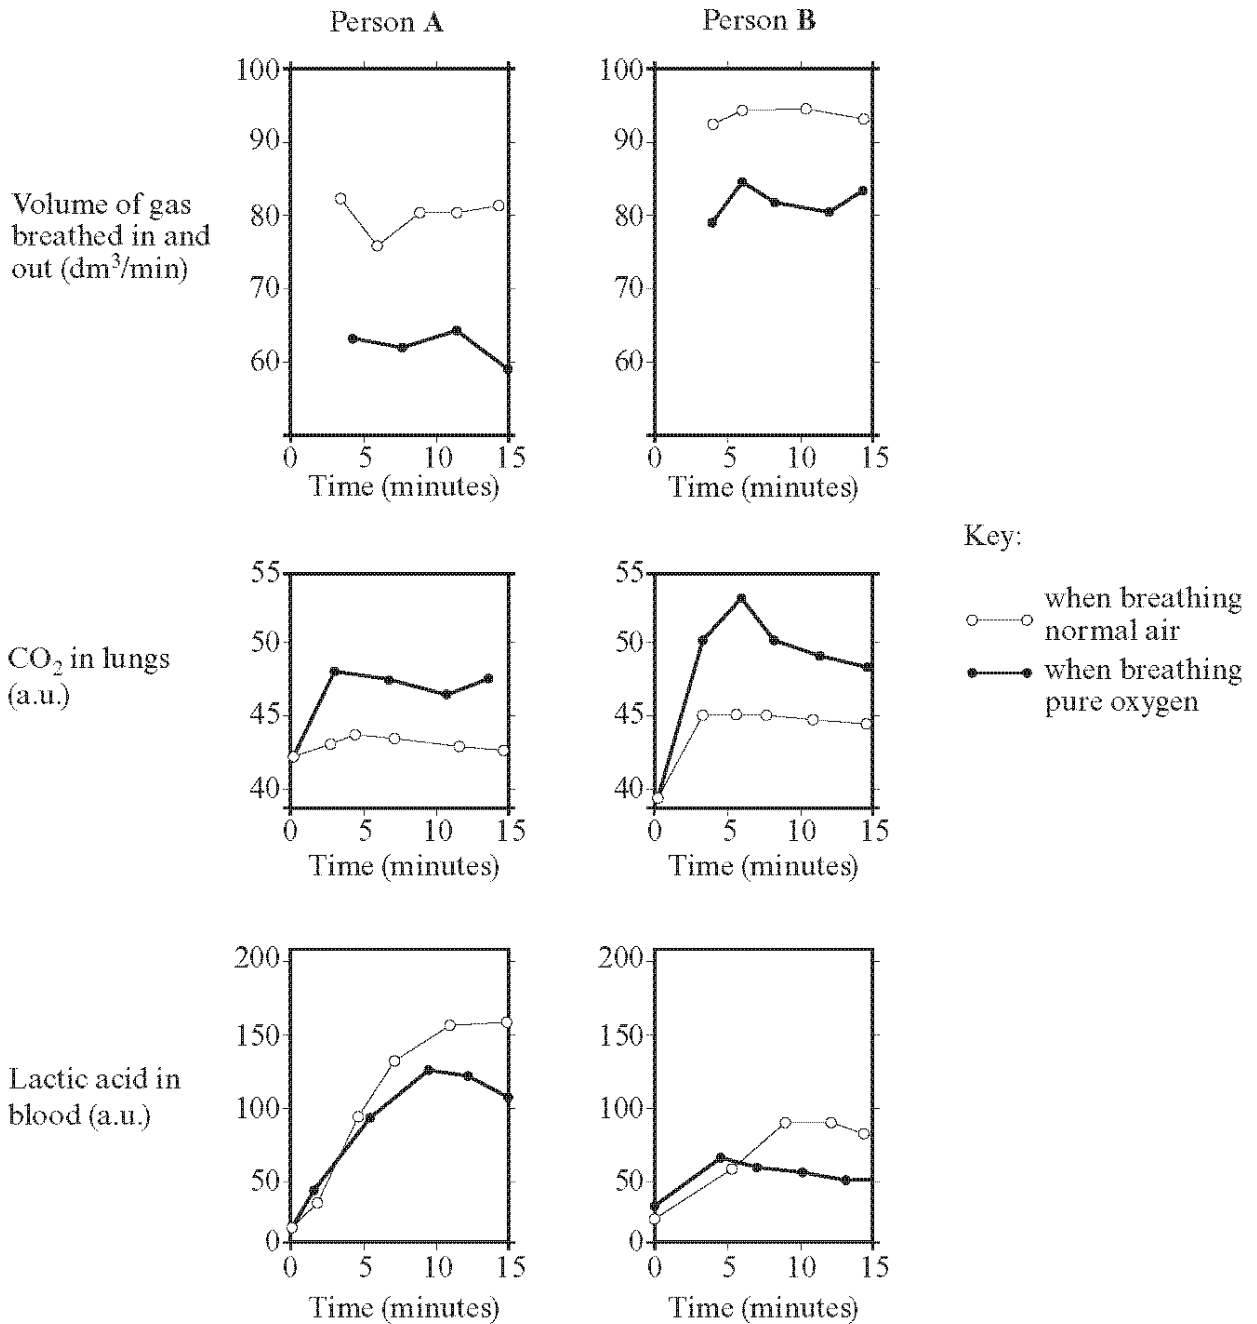 Person A
Person B
Volume of gas
breathed in and
out (dm³/min)
100
90
80
70
60
0 5 10 15
Time (minutes)
100
90
80
70
60
0 5 10 15
Time (minutes)
Key:
when breathing
normal air
when breathing
pure oxygen
CO₂ in lungs
(a.u.)
55
50
45
40
0 5 10 15
Time (minutes)
55
50
45
40
0 5 10 15
Time (minutes)
Lactic acid in
blood (a.u.)
200
150
100
50
0
0 5 10 15
Time (minutes)
200
150
100
50
0
0 5 10 15
Time (minutes)